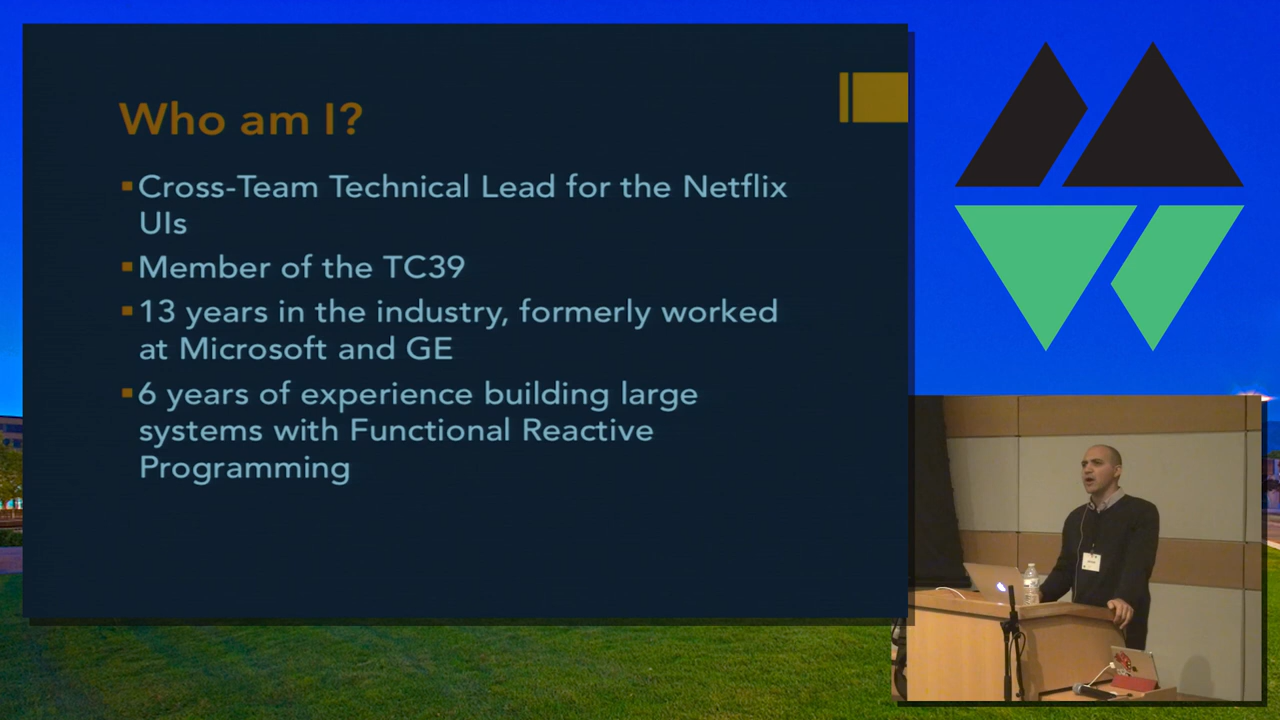 Who am I?
Cross-Team Technical Lead for the Netflix
UIs
Member of the TC39
13 years in the industry, formerly worked
at Microsoft and GE
6 years of experience building large
systems with Functional Reactive
Programming